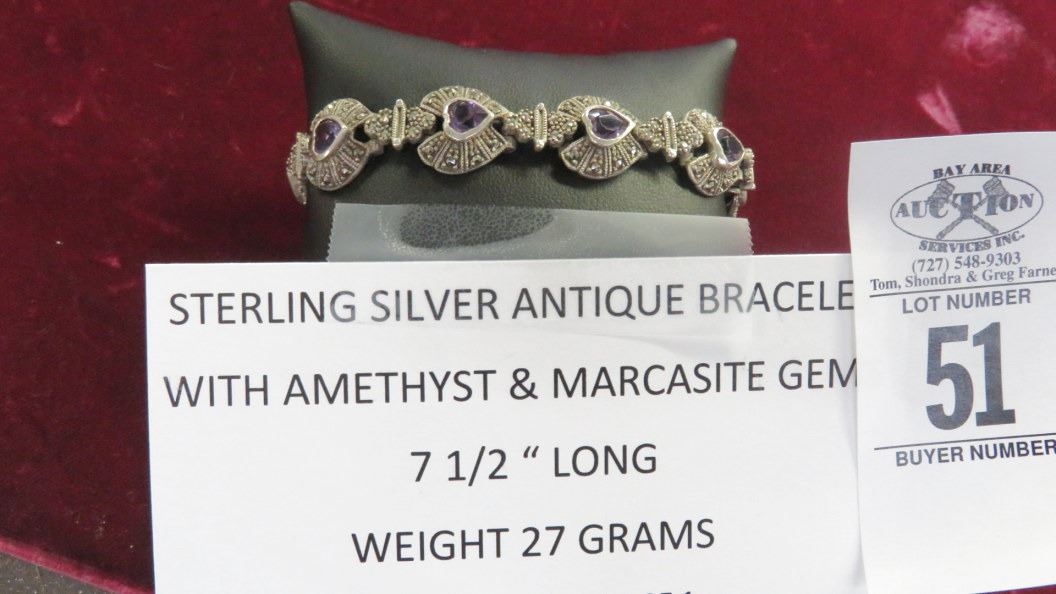 STERLING SILVER ANTIQUE BRACELE
WITH AMETHYST & MARCASITE GEM
7 1/2 “ LONG
WEIGHT 27 GRAMS
BAY AREA
AUCTION
SERVICES INC.
(727) 548-9303
Tom, Shondra & Greg Farne
LOT NUMBER
51
BUYER NUMBER